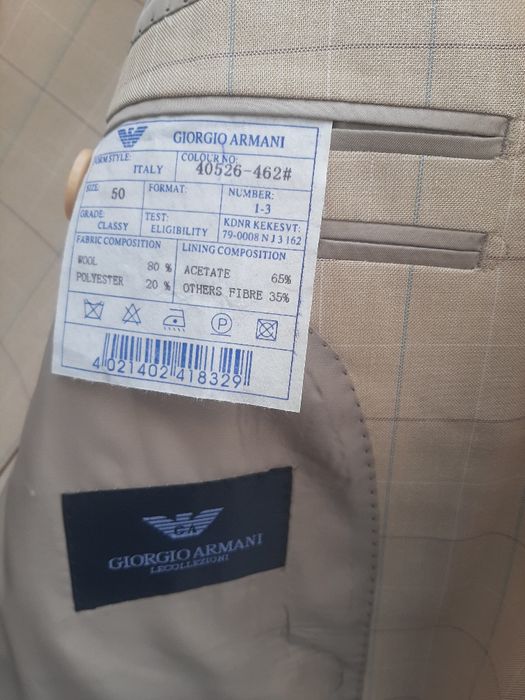 GIORGIO ARMANI
FORM STYLE:
ITALY
COLOUR NO:
40526-462#
SIZE:
50
FORMAT:
NUMBER:
1-3
GRADE:
CLASSY
TEST:
ELIGIBILITY
KDNR KEKESVT:
79-0008 N J 3 162
FABRIC COMPOSITION
WOOL 80 %
POLYESTER 20 %
LINING COMPOSITION
ACETATE 65%
OTHERS FIBRE 35%
P
4 021402 418329
GA
GIORGIO ARMANI
LECOLLEZIONI